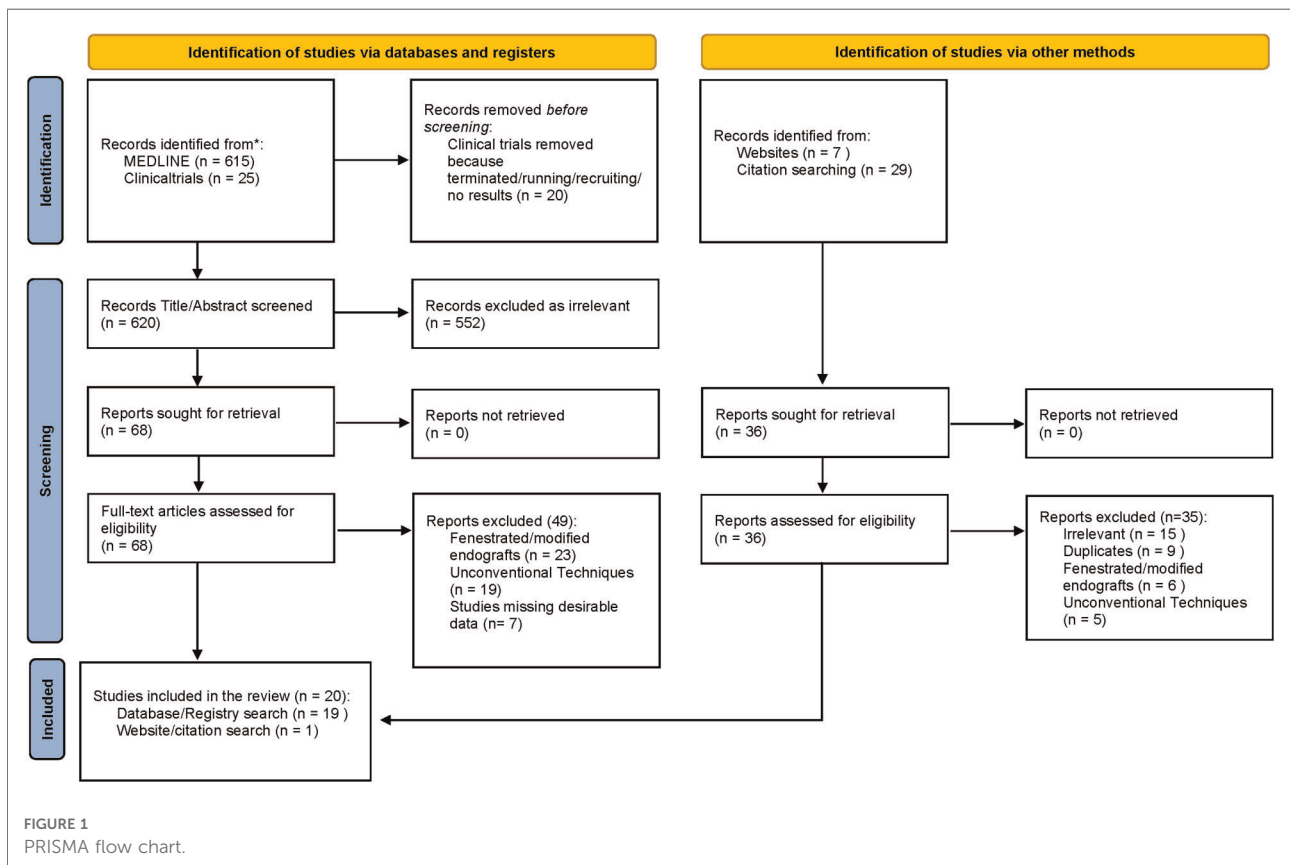 Identification of studies via databases and registers
Identification of studies via other methods
Identification
Records identified from*:
MEDLINE (n = 615)
Clinicaltrials (n = 25)
Records removed before
screening:
Clinical trials removed
because
terminated/running/recruiting/
no results (n = 20)
Records identified from:
Websites (n = 7 )
Citation searching (n = 29)
Screening
Records Title/Abstract screened
(n = 620)
Records excluded as irrelevant
(n = 552)
Reports sought for retrieval
(n = 68)
Reports not retrieved
(n = 0)
Reports sought for retrieval
(n = 36)
Reports not retrieved
(n = 0)
Full-text articles assessed for
eligibility
(n = 68)
Reports excluded (49):
Fenestrated/modified
endografts (n = 23)
Unconventional Techniques
(n = 19)
Studies missing desirable
data (n= 7)
Reports assessed for eligibility
(n = 36)
Reports excluded (n=35):
Irrelevant (n = 15 )
Duplicates (n = 9 )
Fenestrated/modified
endografts (n = 6 )
Unconventional Techniques
(n = 5)
Included
Studies included in the review (n = 20):
Database/Registry search (n = 19 )
Website/citation search (n = 1)
FIGURE 1
PRISMA flow chart.